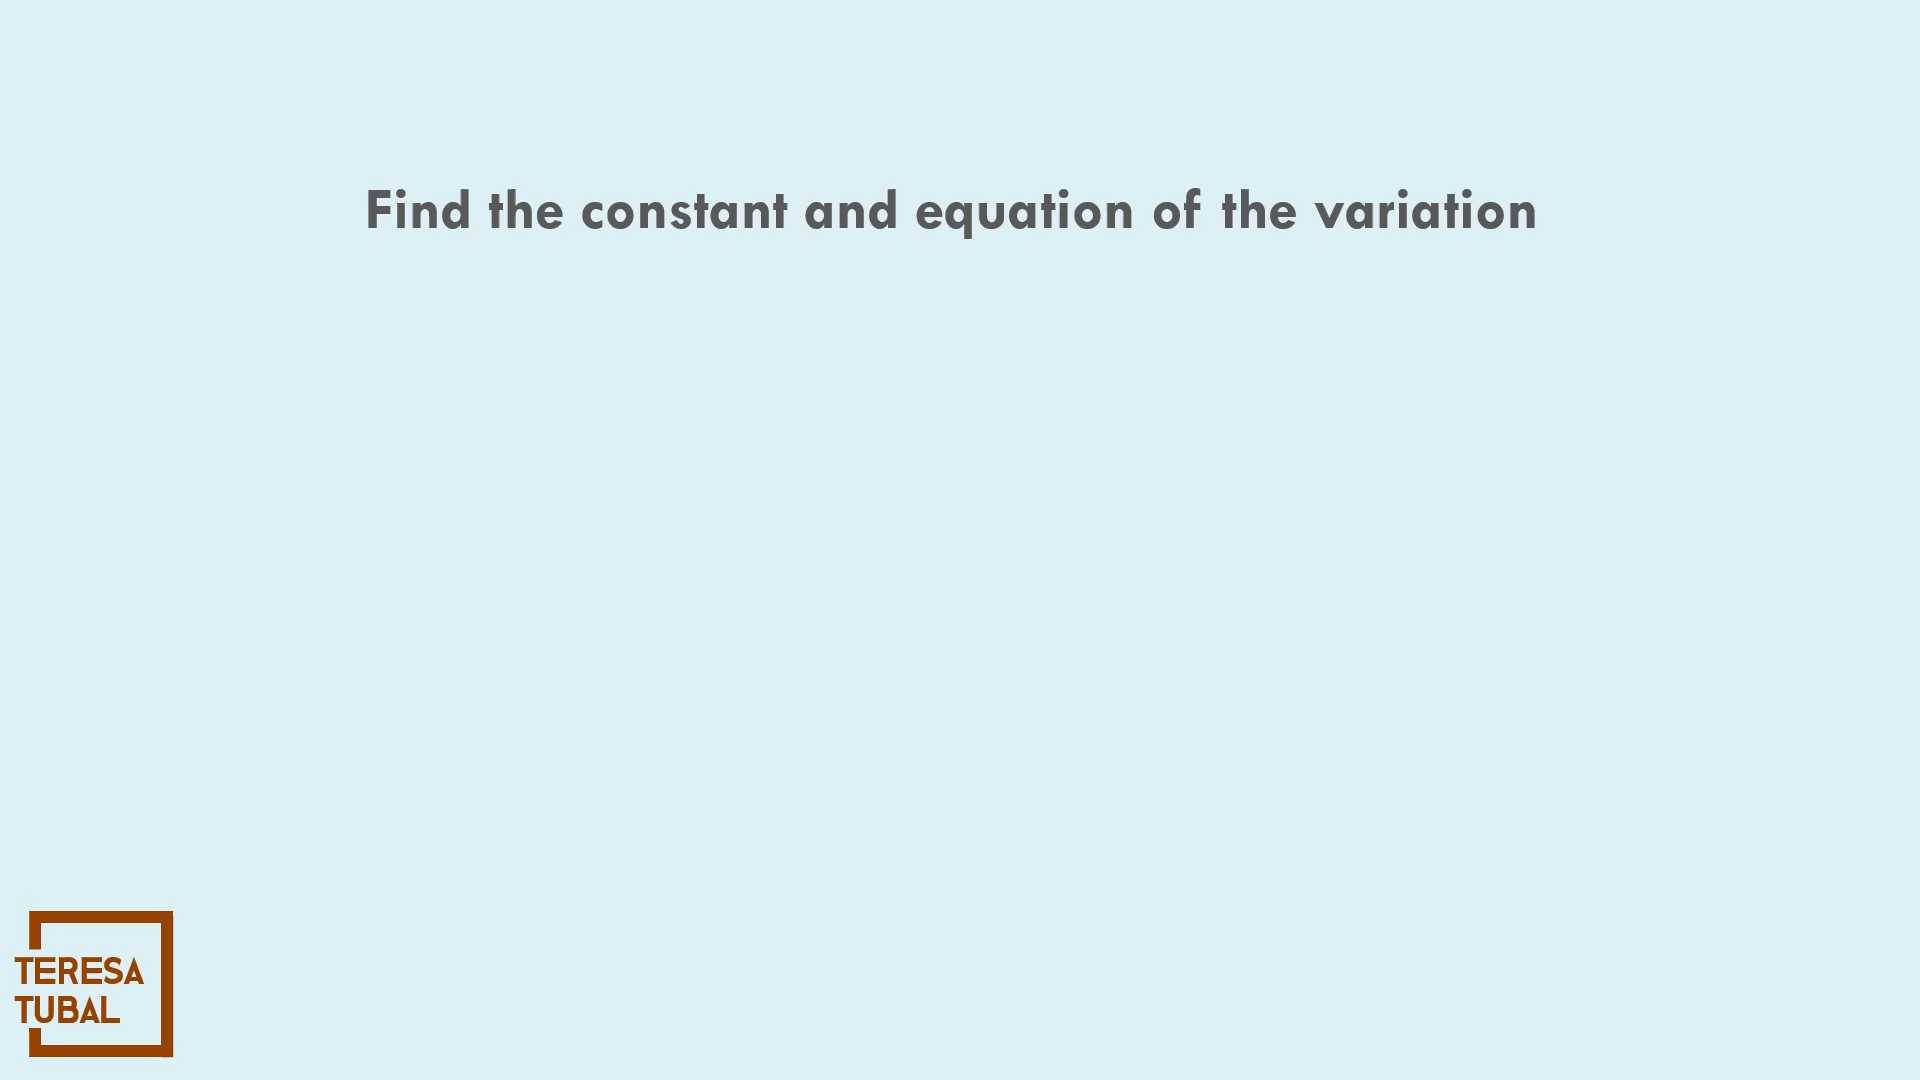 Find the constant and equation of the variation
TERESA
TUBAL